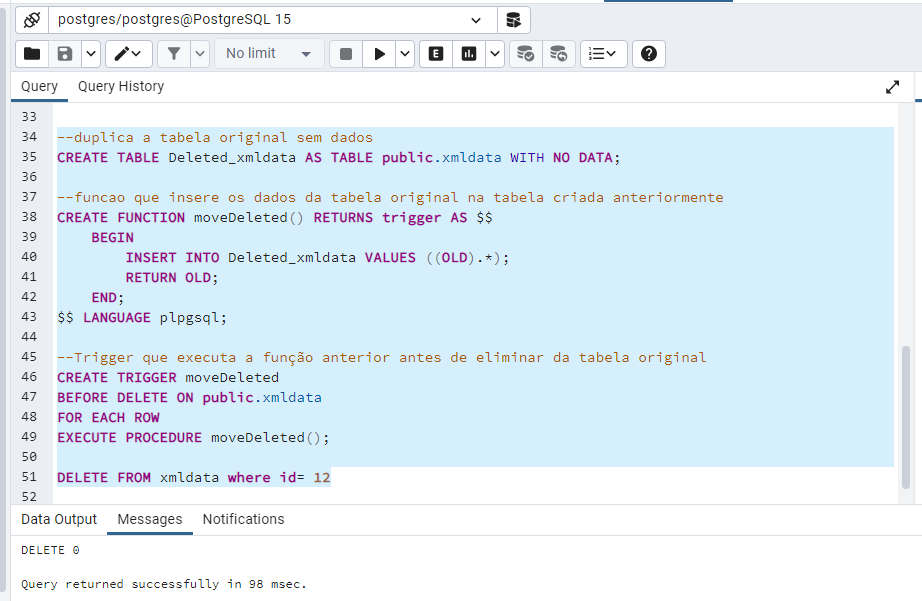 postgres/postgres@PostgreSQL 15
No limit
E
Query Query History
33
34 --duplica a tabela original sem dados
35 CREATE TABLE Deleted_xmldata AS TABLE public.xmldata WITH NO DATA;
36
37 --funcao que insere os dados da tabela original na tabela criada anteriormente
38 CREATE FUNCTION moveDeleted() RETURNS trigger AS $$
39 BEGIN
40 INSERT INTO Deleted_xmldata VALUES ((OLD).*);
41 RETURN OLD;
42 END;
43 $$ LANGUAGE plpgsql;
44
45 --Trigger que executa a função anterior antes de eliminar da tabela original
46 CREATE TRIGGER moveDeleted
47 BEFORE DELETE ON public.xmldata
48 FOR EACH ROW
49 EXECUTE PROCEDURE moveDeleted();
50
51 DELETE FROM xmldata where id= 12
52
Data Output Messages Notifications
DELETE 0
Query returned successfully in 98 msec.